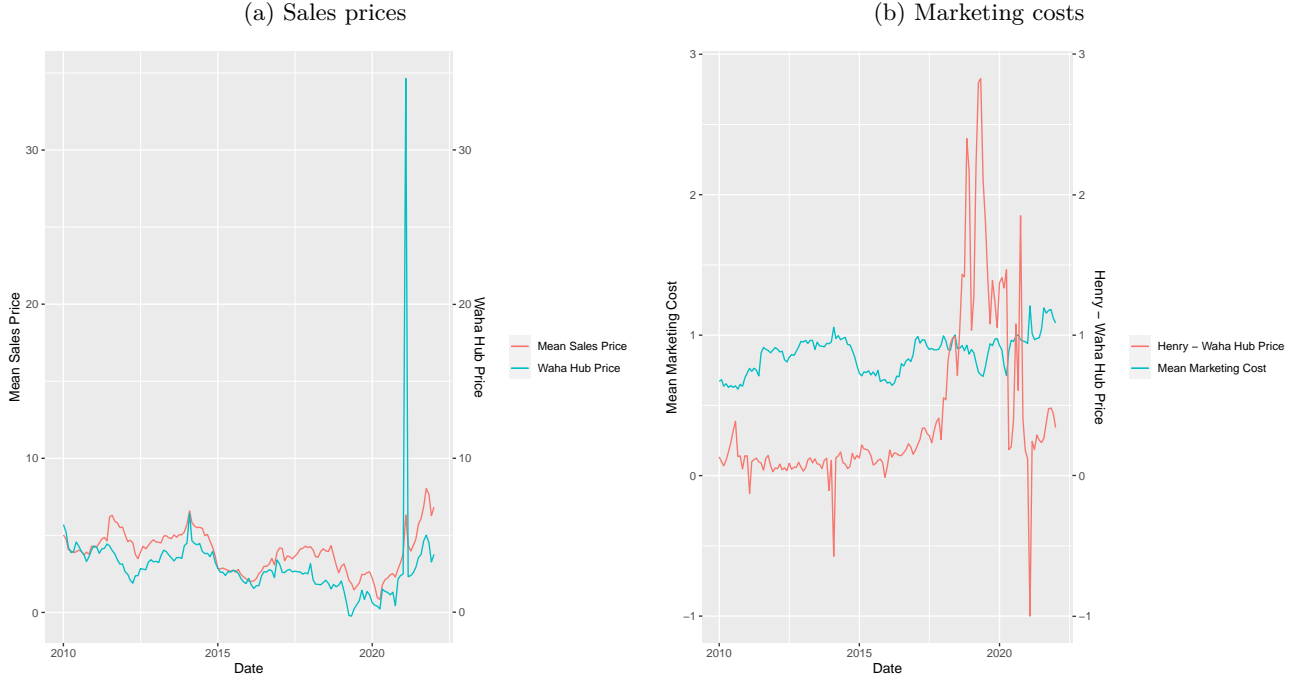 (a) Sales prices
Mean Sales Price
30
20
10
0
30
20
10
0
Waha Hub Price
2010
2015
2020
Date
Mean Sales Price
Waha Hub Price
(b) Marketing costs
Mean Marketing Cost
3
2
1
0
−1
3
2
1
0
−1
Henry − Waha Hub Price
2010
2015
2020
Date
Henry − Waha Hub Price
Mean Marketing Cost